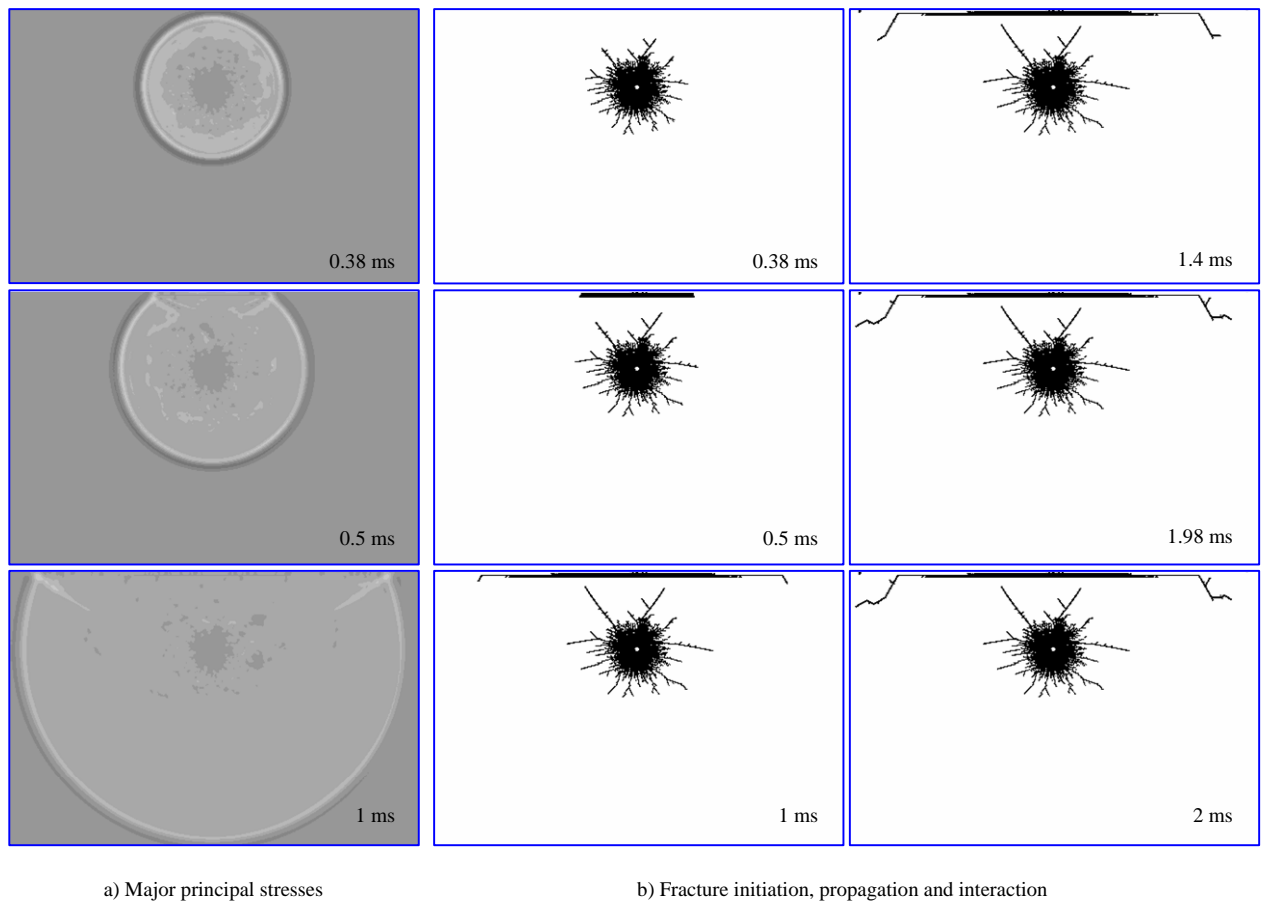 0.38 ms
0.38 ms
1.4 ms
0.5 ms
0.5 ms
1.98 ms
1 ms
1 ms
2 ms
a) Major principal stresses
b) Fracture initiation, propagation and interaction